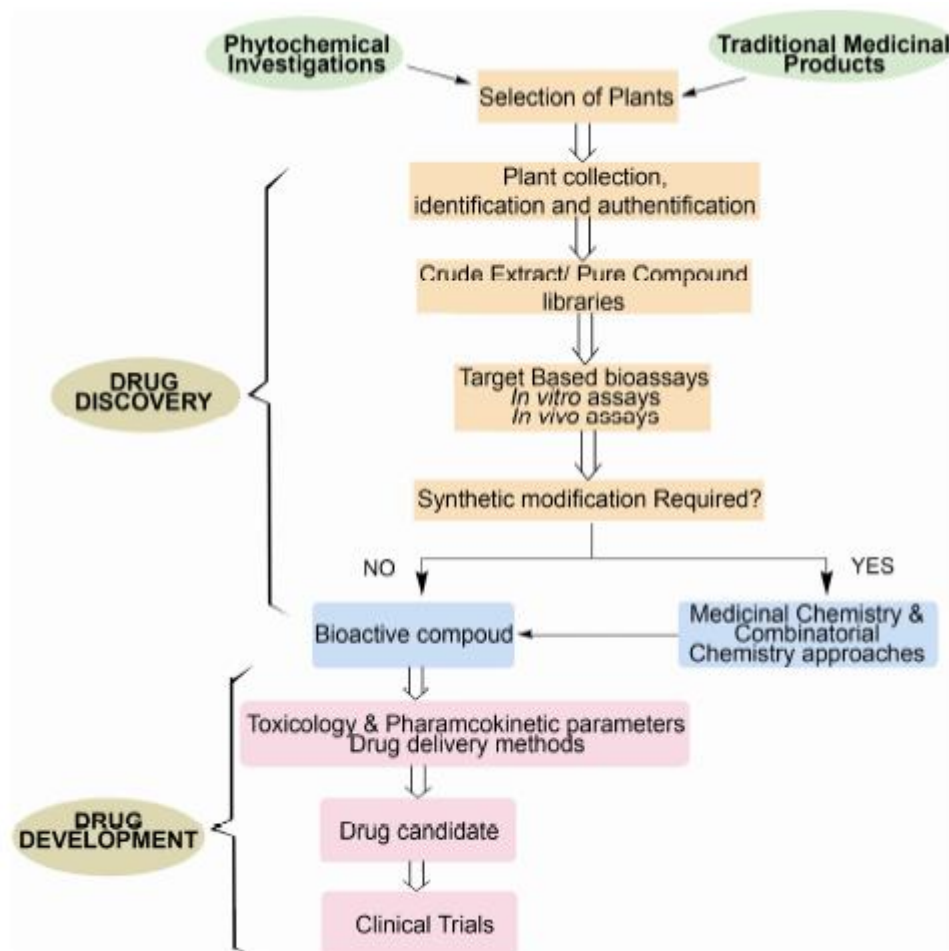 Phytochemical
Investigations
Traditional Medicinal
Products
Selection of Plants
Plant collection,
identification and authentification
Crude Extract/ Pure Compound
libraries
Target Based bioassays
In vitro assays
In vivo assays
DRUG
DISCOVERY
Synthetic modification Required?
NO
YES
Bioactive compoud
Medicinal Chemistry &
Combinatorial
Chemistry approaches
Toxicology & Pharamcokinetic parameters
Drug delivery methods
DRUG
DEVELOPMENT
Drug candidate
Clinical Trials